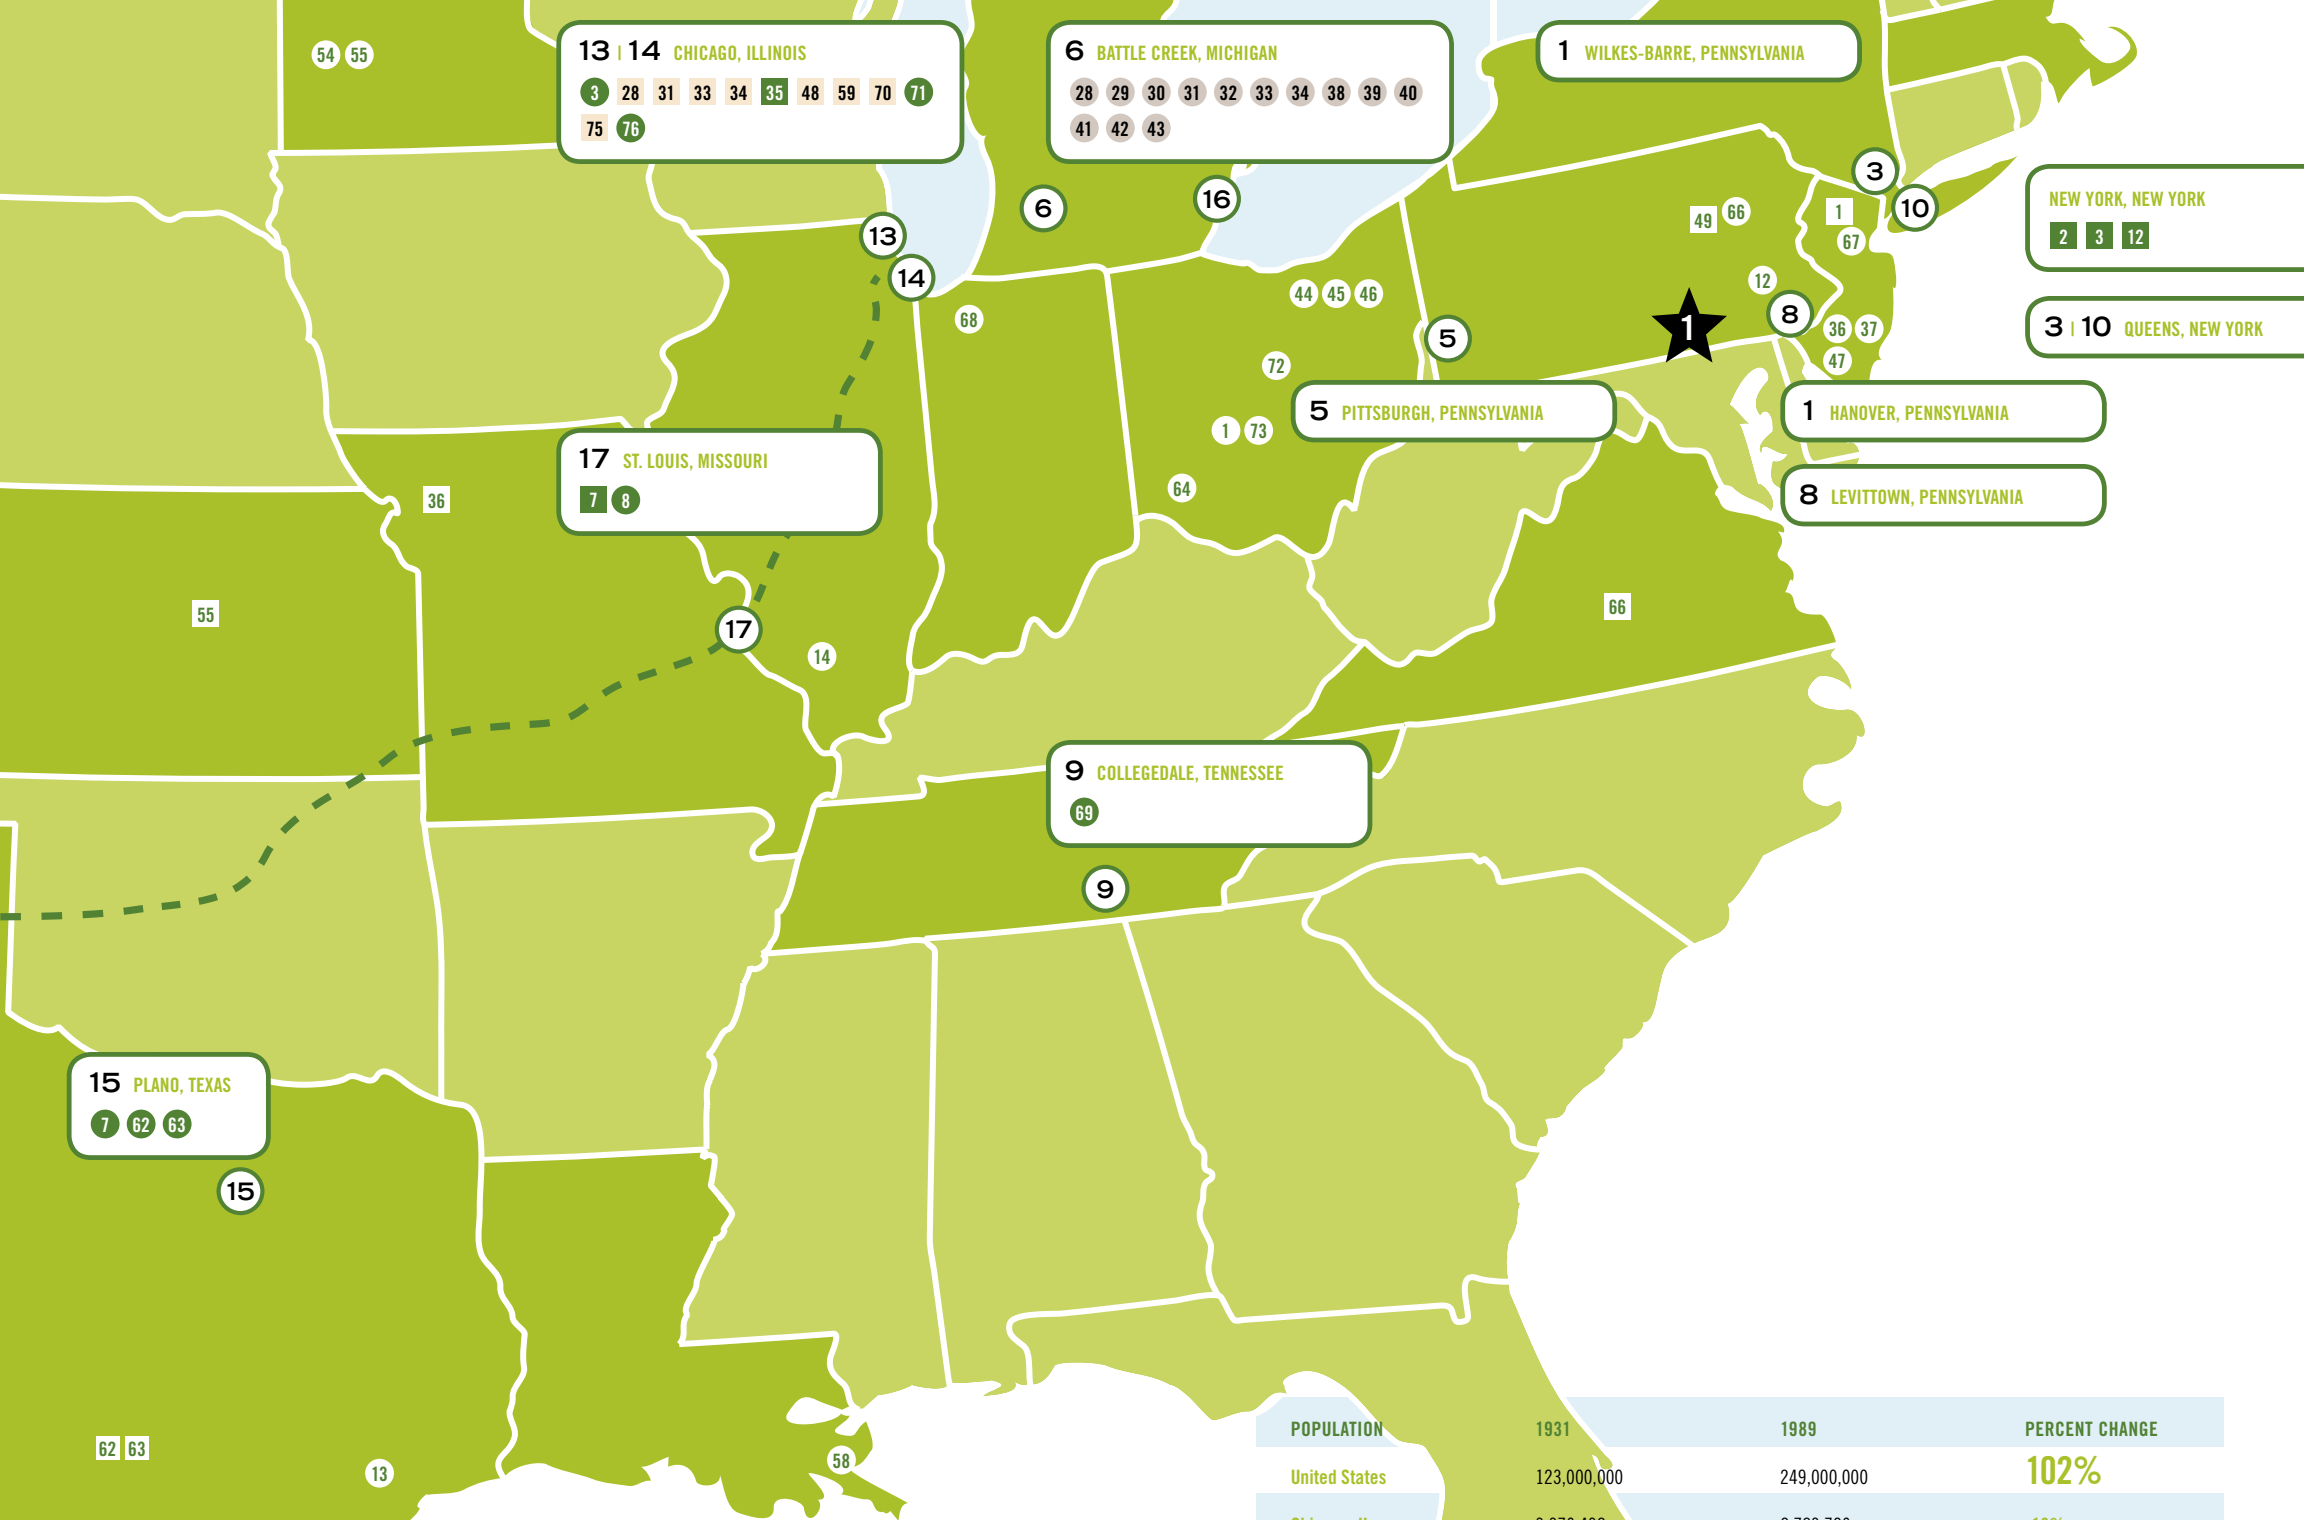 54 55
13 | 14 CHICAGO, ILLINOIS
3 28 31 33 34 35 48 59 70 71
75 76
6 BATTLE CREEK, MICHIGAN
28 29 30 31 32 33 34 38 39 40
41 42 43
1 WILKES-BARRE, PENNSYLVANIA
3
16
6
10
NEW YORK, NEW YORK
2 3 12
13
14
49 66
1
67
12
44 45 46
68
5
1
8
36 37
47
3 | 10 QUEENS, NEW YORK
72
5 PITTSBURGH, PENNSYLVANIA
1 HANOVER, PENNSYLVANIA
1 73
17 ST. LOUIS, MISSOURI
7 8
64
8 LEVITTOWN, PENNSYLVANIA
36
55
66
17
14
9 COLLEGEDALE, TENNESSEE
69
9
15 PLANO, TEXAS
7 62 63
15
62 63
13
58
POPULATION 1931 1989 PERCENT CHANGE
United States 123,000,000 249,000,000 102%